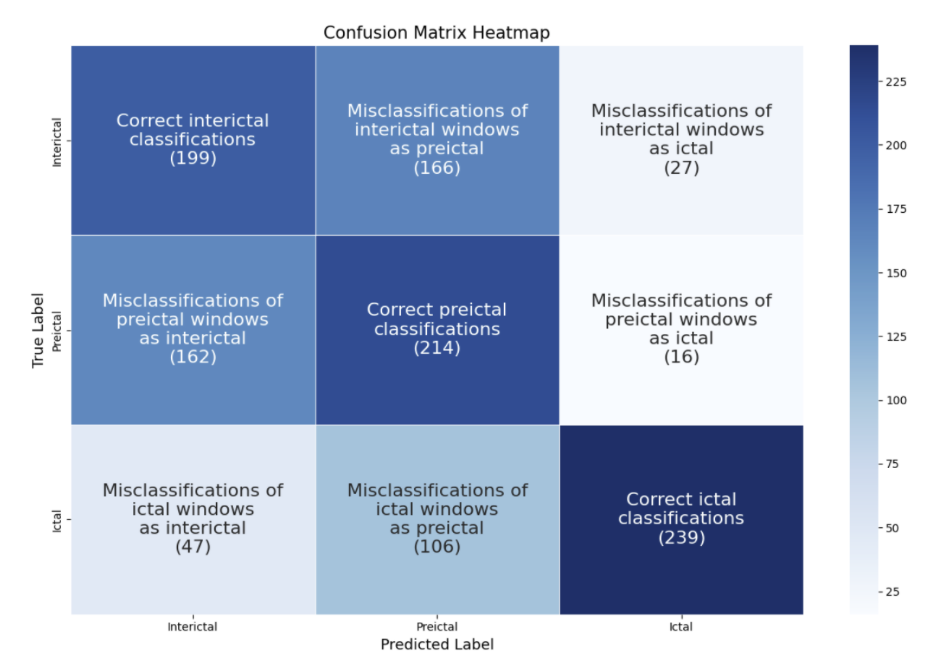 Confusion Matrix Heatmap
Interictal
Correct interictal
classifications
(199)
Misclassifications of
interictal windows
as preictal
(166)
Misclassifications of
interictal windows
as ictal
(27)
True Label
Preictal
Misclassifications of
preictal windows
as interictal
(162)
Correct preictal
classifications
(214)
Misclassifications of
preictal windows
as ictal
(16)
Ictal
Misclassifications of
ictal windows
as interictal
(47)
Misclassifications of
ictal windows
as preictal
(106)
Correct ictal
classifications
(239)
Interictal
Preictal
Ictal
Predicted Label
225
200
175
150
125
100
75
50
25